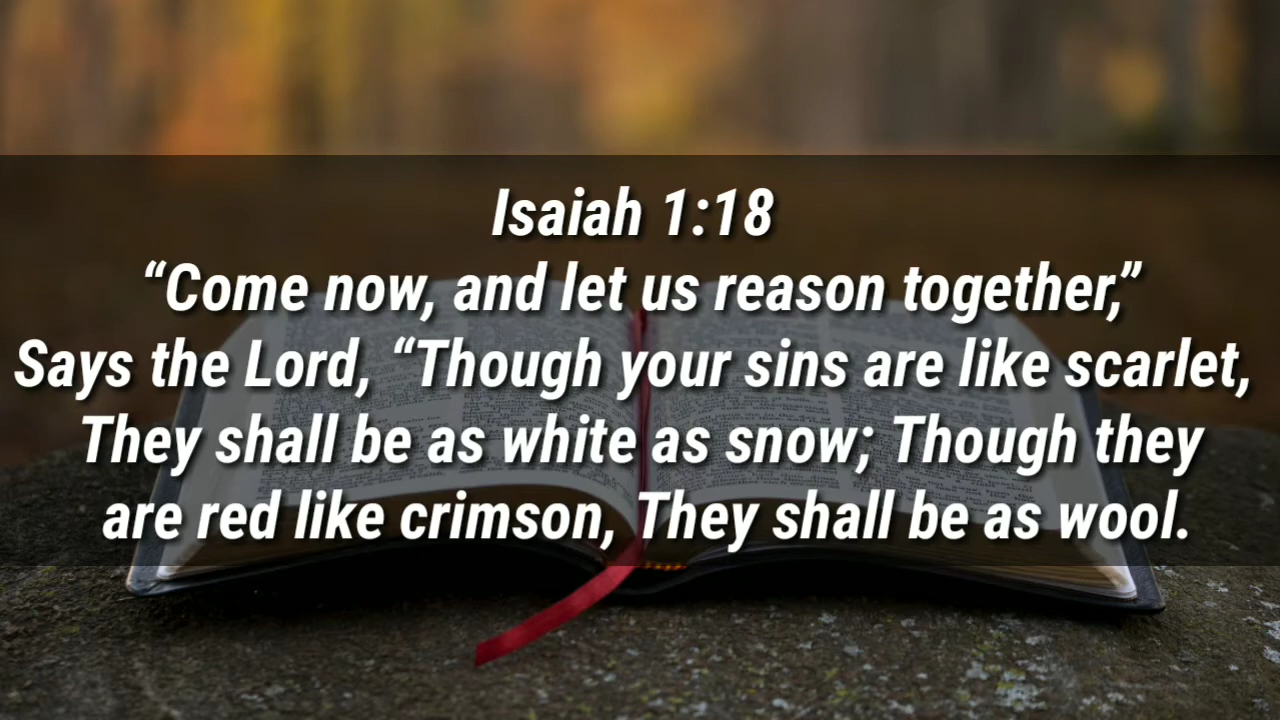 Isaiah 1:18
“Come now, and let us reason together,”
Says the Lord, “Though your sins are like scarlet,
They shall be as white as snow; Though they
are red like crimson, They shall be as wool.